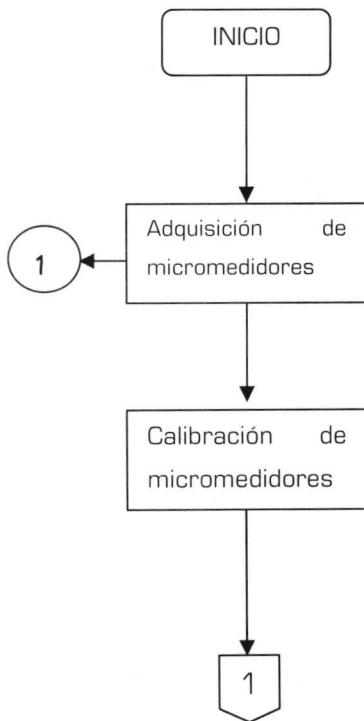 INICIO
Adquisición de
1
micromedidores
Calibración de
micromedidores
1